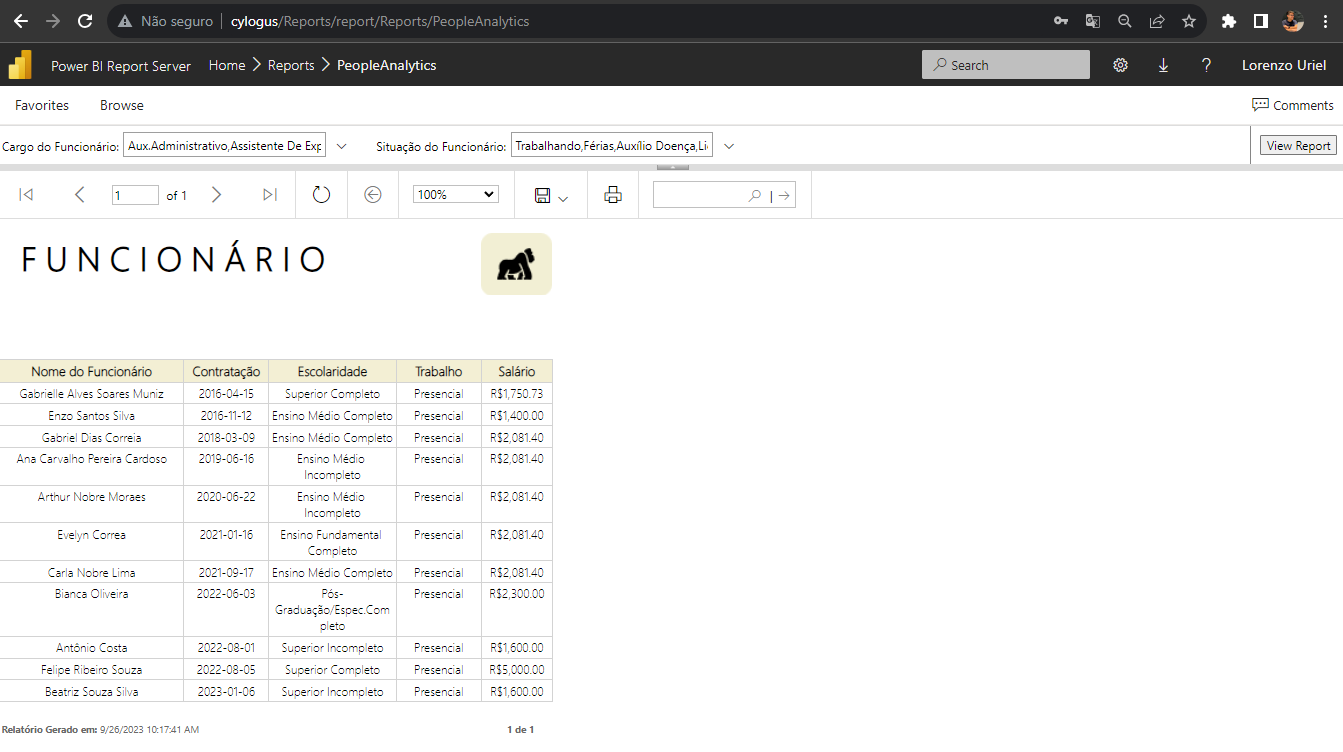 Não seguro cylogus/Reports/report/Reports/PeopleAnalytics
Power BI Report Server Home Reports PeopleAnalytics Search ? Lorenzo Uriel
Favorites Browse Comments
Cargo do Funcionário: Aux.Administrativo,Assistente De Exp Situação do Funcionário: Trabalhando,Férias,Auxílio Doença,Li View Report
1 of 1 100%
FUNCIONÁRIO
Nome do Funcionário Contratação Escolaridade Trabalho Salário
Gabrielle Alves Soares Muniz 2016-04-15 Superior Completo Presencial R$1,750.73
Enzo Santos Silva 2016-11-12 Ensino Médio Completo Presencial R$1,400.00
Gabriel Dias Correia 2018-03-09 Ensino Médio Completo Presencial R$2,081.40
Ana Carvalho Pereira Cardoso 2019-06-16 Ensino Médio Presencial R$2,081.40
Incompleto
Arthur Nobre Moraes 2020-06-22 Ensino Médio Presencial R$2,081.40
Incompleto
Evelyn Correa 2021-01-16 Ensino Fundamental Presencial R$2,081.40
Completo
Carla Nobre Lima 2021-09-17 Ensino Médio Completo Presencial R$2,081.40
Bianca Oliveira 2022-06-03 Pós- Presencial R$2,300.00
Graduação/Espec.Com
pleto
Antônio Costa 2022-08-01 Superior Incompleto Presencial R$1,600.00
Felipe Ribeiro Souza 2022-08-05 Superior Completo Presencial R$5,000.00
Beatriz Souza Silva 2023-01-06 Superior Incompleto Presencial R$1,600.00
Relatório Gerado em: 9/26/2023 10:17:41 AM 1 de 1